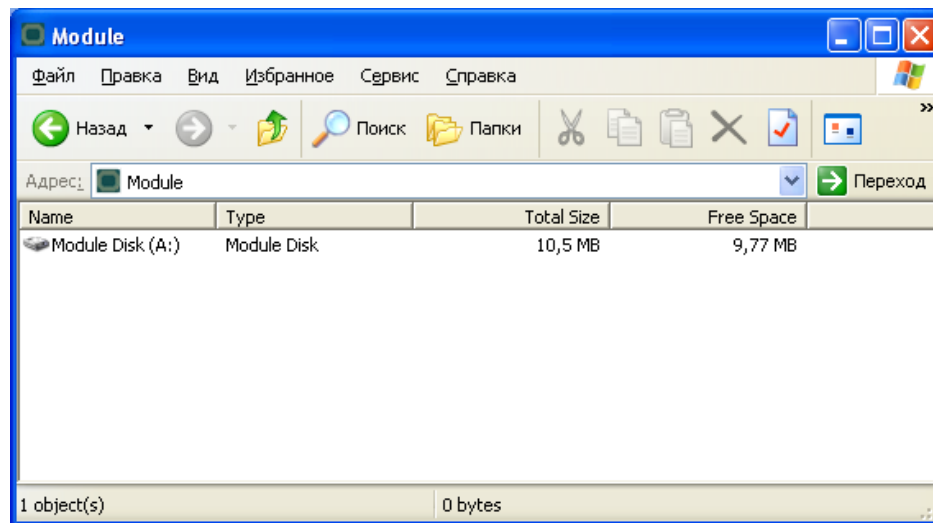 Module
Файл Правка Вид Избранное Сервис Справка
Назад Поиск Папки »
Адрес: Module Переход
Name Type Total Size Free Space
Module Disk (A:) Module Disk 10,5 MB 9,77 MB
1 object(s) 0 bytes